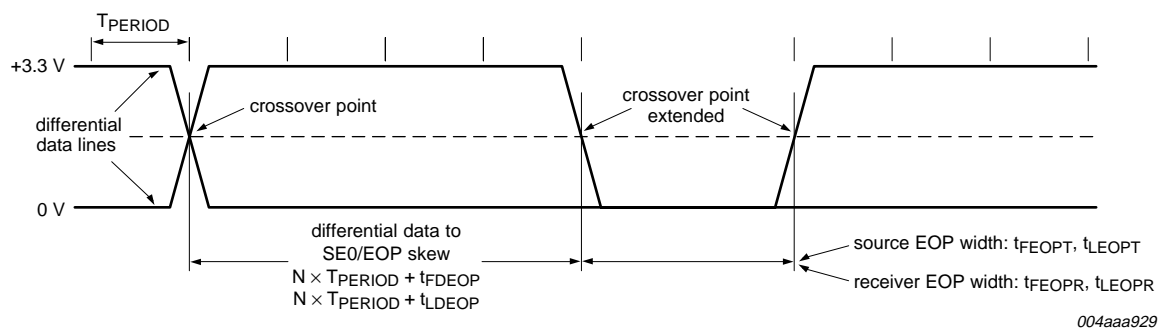 TPERIOD
+3.3 V
crossover point
crossover point
extended
differential
data lines
0 V
differential data to
SE0/EOP skew
N × TPERIOD + tFDEOP
N × TPERIOD + tLDEOP
source EOP width: tFEOPT, tLEOPT
receiver EOP width: tFEOPR, tLEOPR
004aaa929